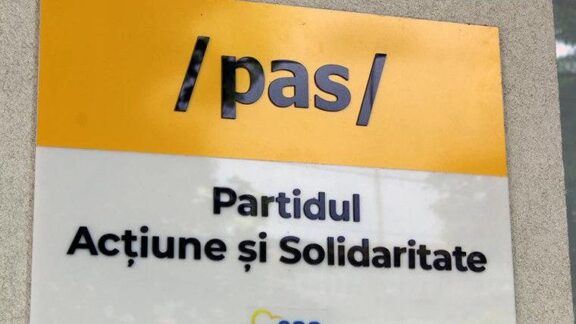 /pas/
Partidul
Acțiune și Solidaritate